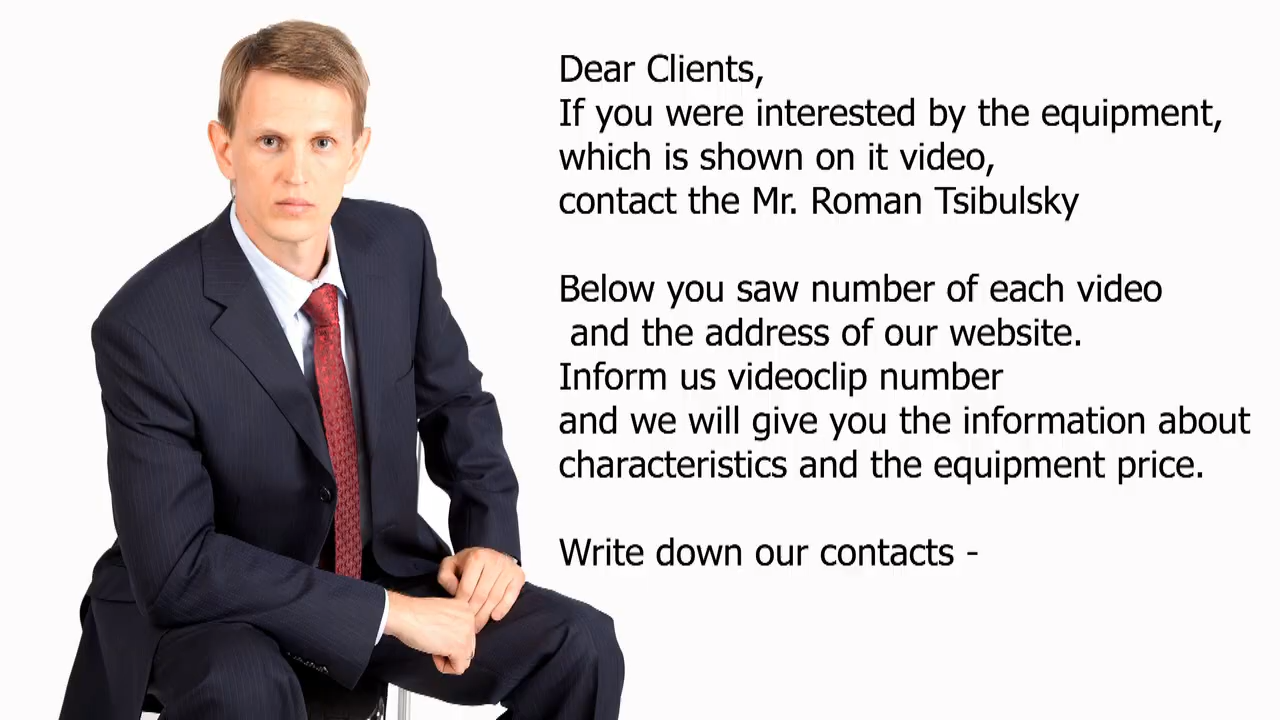 Dear Clients,
If you were interested by the equipment,
which is shown on it video,
contact the Mr. Roman Tsibulsky
Below you saw number of each video
and the address of our website.
Inform us videoclip number
and we will give you the information about
characteristics and the equipment price.
Write down our contacts -